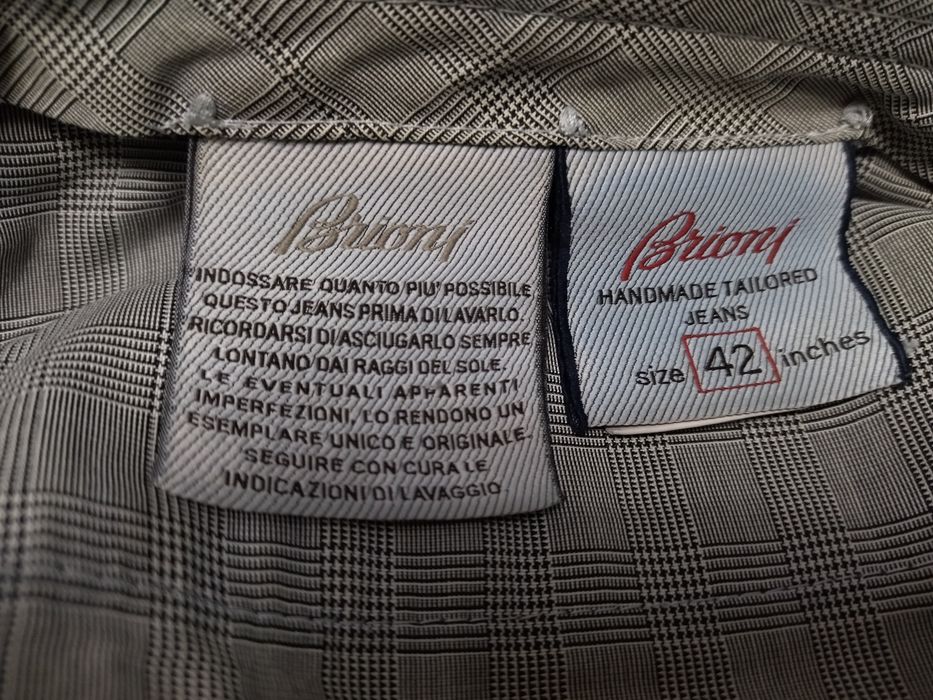 Brioni
INDOSSARE QUANTO PIU' POSSIBILE
QUESTO JEANS PRIMA DI LAVARLO.
RICORDARSI DI ASCIUGARLO SEMPRE
LONTANO DAI RAGGI DEL SOLE.
LE EVENTUALI APPARENTI
IMPERFEZIONI, LO RENDONO UN
ESEMPLARE UNICO E ORIGINALE.
SEGUIRE CON CURA LE
INDICAZIONI DI LAVAGGIO.
Brioni
HANDMADE TAILORED
JEANS
size 42 inches